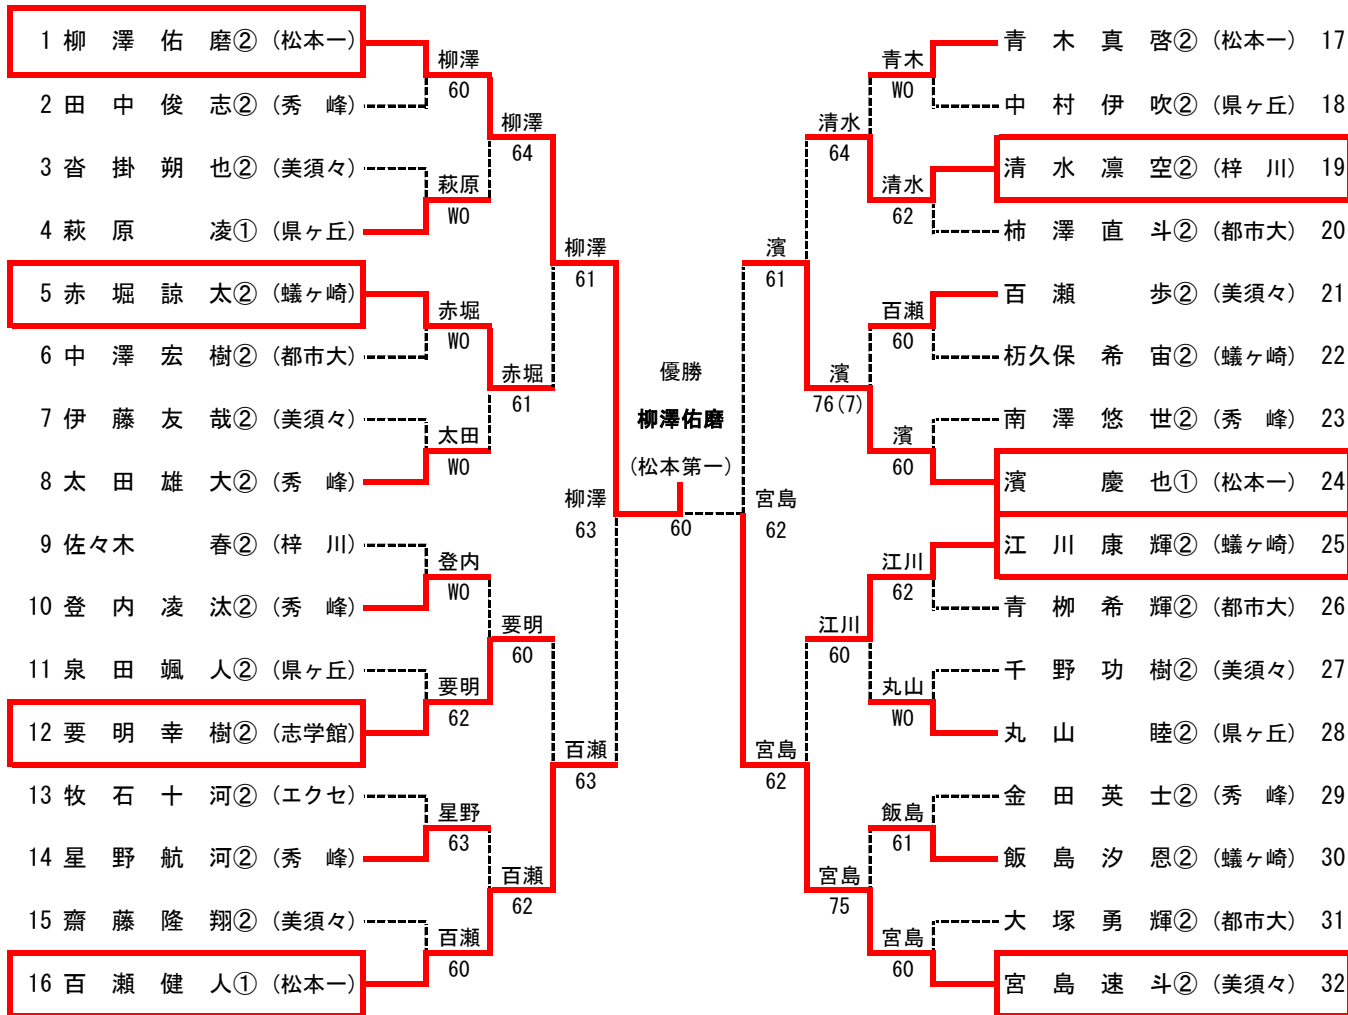 1 柳 澤 佑 磨② (松本一)
2 田 中 俊 志② (秀 峰)
3 沓 掛 朔 也② (美須々)
4 萩 原 凌① (県ヶ丘)
5 赤 堀 諒 太② (蟻ヶ崎)
6 中 澤 宏 樹② (都市大)
7 伊 藤 友 哉② (美須々)
8 太 田 雄 大② (秀 峰)
9 佐々木 春② (梓 川)
10 登 内 凌 汰② (秀 峰)
11 泉 田 颯 人② (県ヶ丘)
12 要 明 幸 樹② (志学館)
13 牧 石 十 河② (エクセ)
14 星 野 航 河② (秀 峰)
15 齋 藤 隆 翔② (美須々)
16 百 瀬 健 人① (松本一)
柳澤
60
萩原
W0
赤堀
W0
太田
W0
登内
W0
要明
62
星野
63
百瀬
60
柳澤
64
赤堀
61
要明
60
百瀬
62
柳澤
61
百瀬
63
柳澤
63
優勝
柳澤佑磨
(松本第一)
60
宮島
62
濱
61
宮島
62
清水
64
濱
76(7)
江川
60
宮島
75
青木
W0
清水
62
百瀬
60
濱
60
江川
62
丸山
W0
飯島
61
宮島
60
青 木 真 啓② (松本一) 17
中 村 伊 吹② (県ヶ丘) 18
清 水 凛 空② (梓 川) 19
柿 澤 直 斗② (都市大) 20
百 瀬 歩② (美須々) 21
杤久保 希 宙② (蟻ヶ崎) 22
南 澤 悠 世② (秀 峰) 23
濱 慶 也① (松本一) 24
江 川 康 輝② (蟻ヶ崎) 25
青 栁 希 輝② (都市大) 26
千 野 功 樹② (美須々) 27
丸 山 睦② (県ヶ丘) 28
金 田 英 士② (秀 峰) 29
飯 島 汐 恩② (蟻ヶ崎) 30
大 塚 勇 輝② (都市大) 31
宮 島 速 斗② (美須々) 32